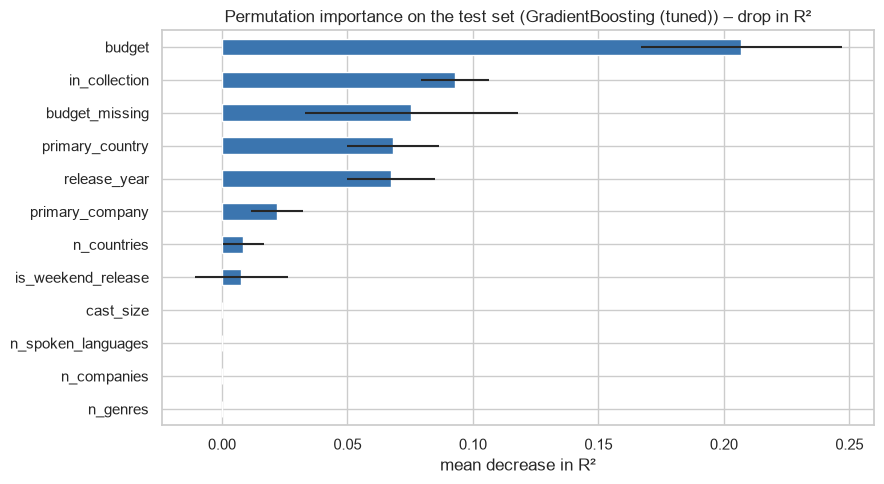 Permutation importance on the test set (GradientBoosting (tuned)) – drop in R²
budget
in_collection
budget_missing
primary_country
release_year
primary_company
n_countries
is_weekend_release
cast_size
n_spoken_languages
n_companies
n_genres
0.00 0.05 0.10 0.15 0.20 0.25
mean decrease in R²